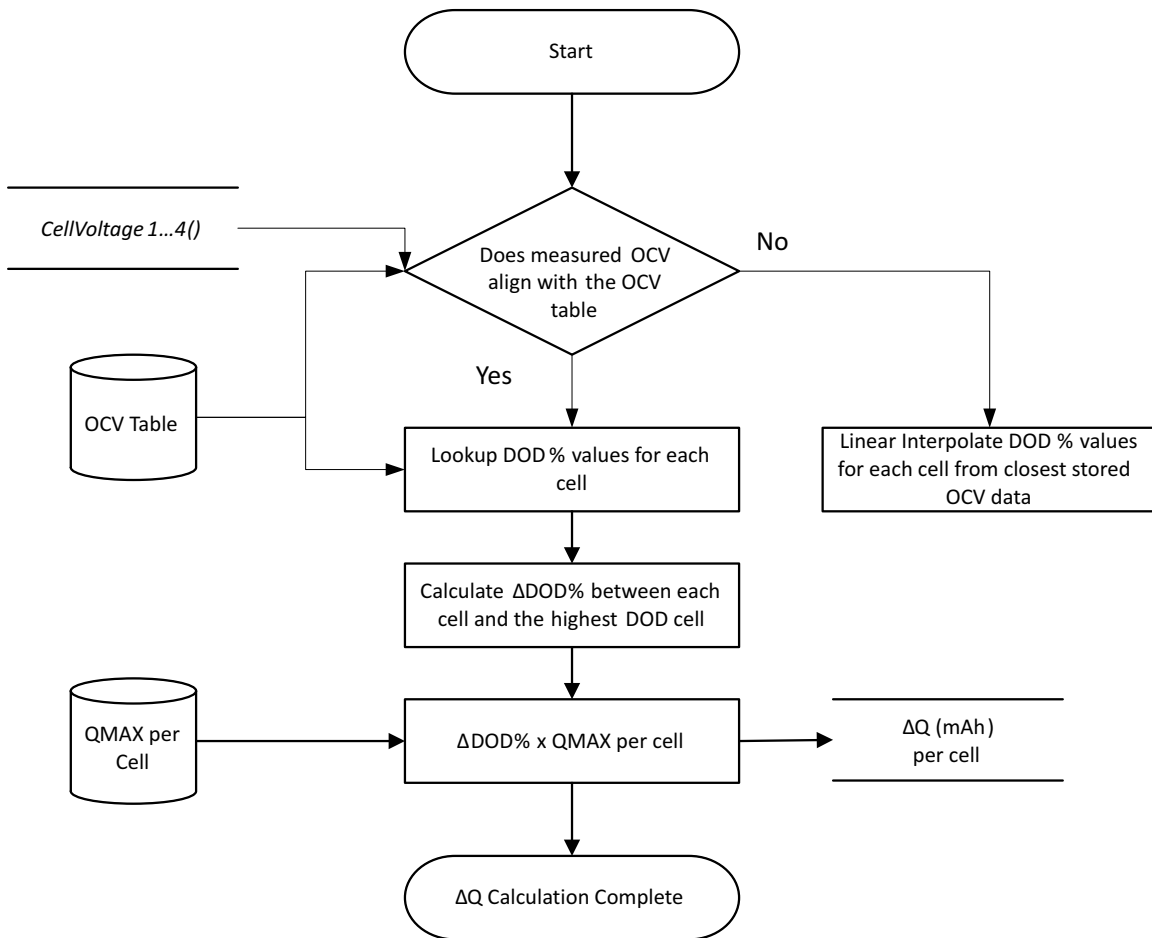 Start
CellVoltage 1...4()
Does measured OCV
align with the OCV
table
No
Yes
OCV Table
Lookup DOD % values for each
cell
Linear Interpolate DOD % values
for each cell from closest stored
OCV data
Calculate ΔDOD% between each
cell and the highest DOD cell
QMAX per
Cell
ΔDOD% x QMAX per cell
ΔQ (mAh)
per cell
ΔQ Calculation Complete